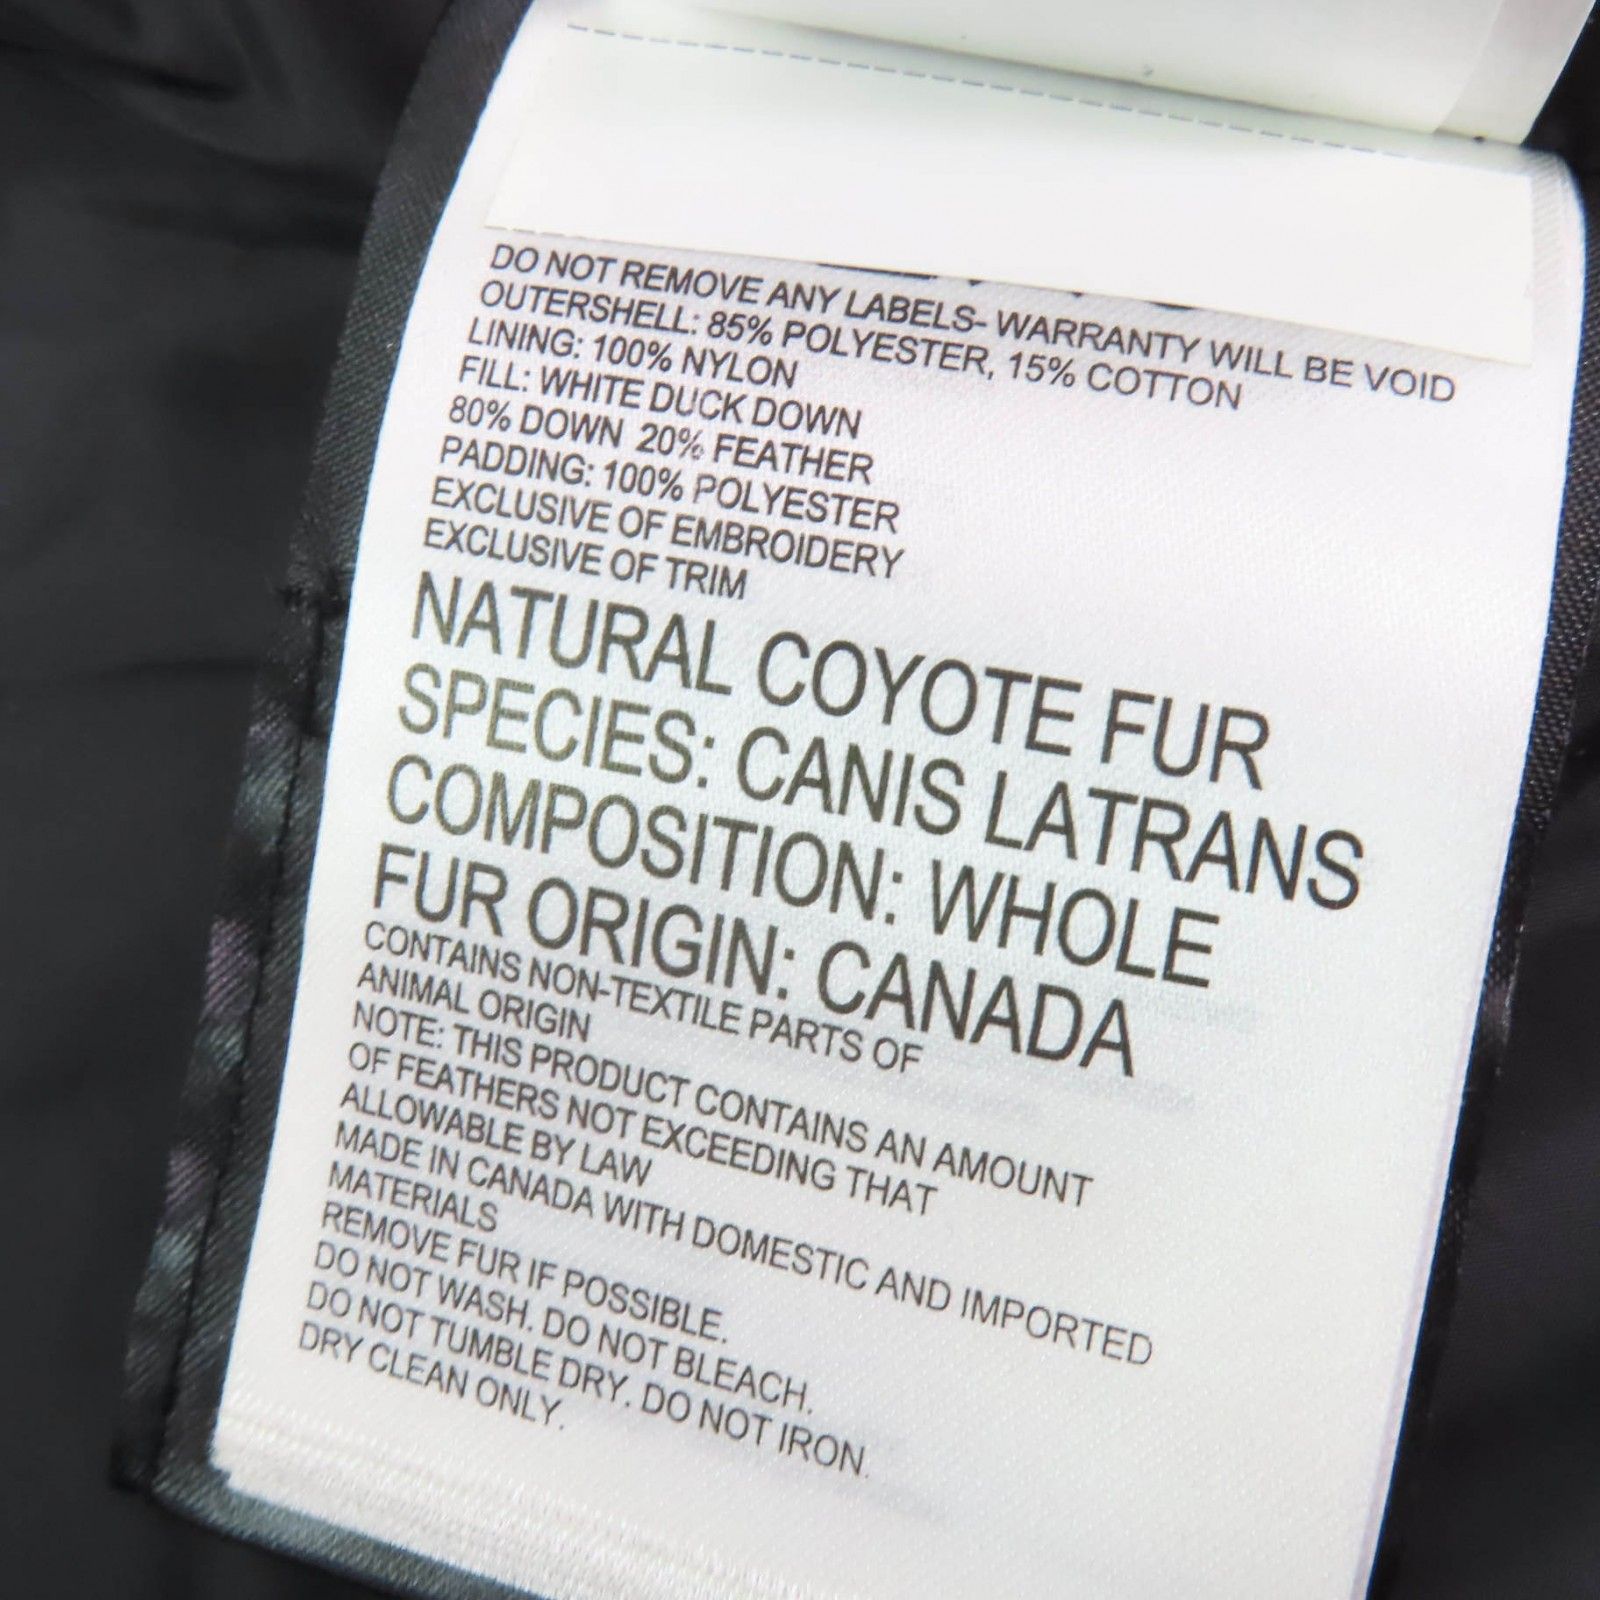 DO NOT REMOVE ANY LABELS- WARRANTY WILL BE VOID
OUTERSHELL: 85% POLYESTER, 15% COTTON
LINING: 100% NYLON
FILL: WHITE DUCK DOWN
80% DOWN 20% FEATHER
PADDING: 100% POLYESTER
EXCLUSIVE OF EMBROIDERY
EXCLUSIVE OF TRIM
NATURAL COYOTE FUR
SPECIES: CANIS LATRANS
COMPOSITION: WHOLE
FUR ORIGIN: CANADA
CONTAINS NON-TEXTILE PARTS OF
ANIMAL ORIGIN
NOTE: THIS PRODUCT CONTAINS AN AMOUNT
OF FEATHERS NOT EXCEEDING THAT
ALLOWABLE BY LAW
MADE IN CANADA WITH DOMESTIC AND IMPORTED
MATERIALS
REMOVE FUR IF POSSIBLE.
DO NOT WASH. DO NOT BLEACH.
DO NOT TUMBLE DRY. DO NOT IRON.
DRY CLEAN ONLY.